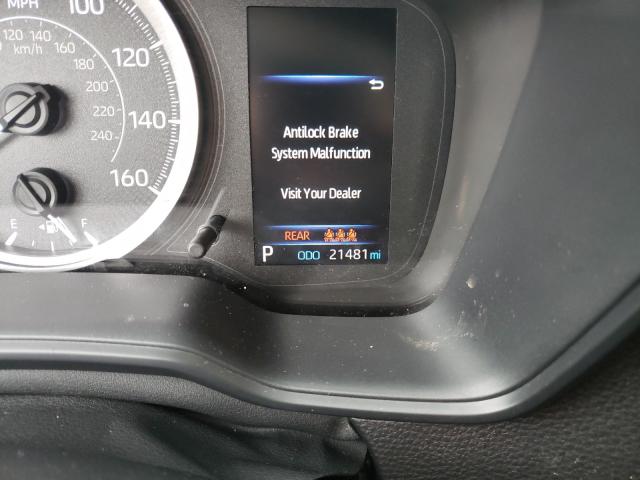 MPH
100
120
140
160
120
140
160
km/h
180
200
220
240
E
F
Antilock Brake
System Malfunction
Visit Your Dealer
REAR
P
ODO 21481 mi